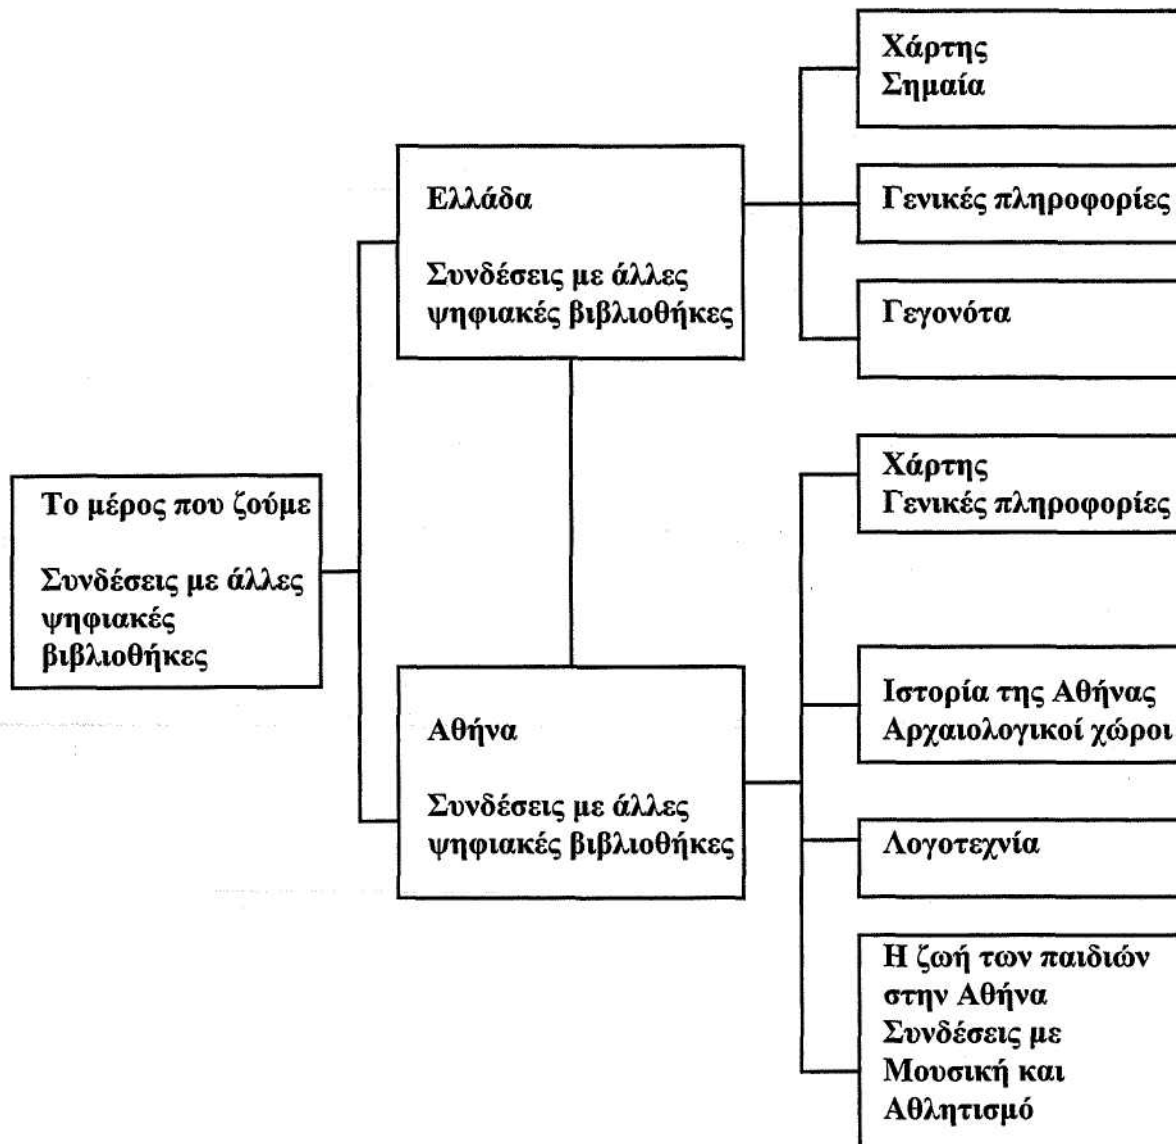 Χάρτης
Σημαία
Ελλάδα
Συνδέσεις με άλλες
ψηφιακές βιβλιοθήκες
Γενικές πληροφορίες
Γεγονότα
Το μέρος που ζούμε
Συνδέσεις με άλλες
ψηφιακές
βιβλιοθήκες
Αθήνα
Συνδέσεις με άλλες
ψηφιακές βιβλιοθήκες
Χάρτης
Γενικές πληροφορίες
Ιστορία της Αθήνας
Αρχαιολογικοί χώροι
Λογοτεχνία
Η ζωή των παιδιών
στην Αθήνα
Συνδέσεις με
Μουσική και
Αθλητισμό